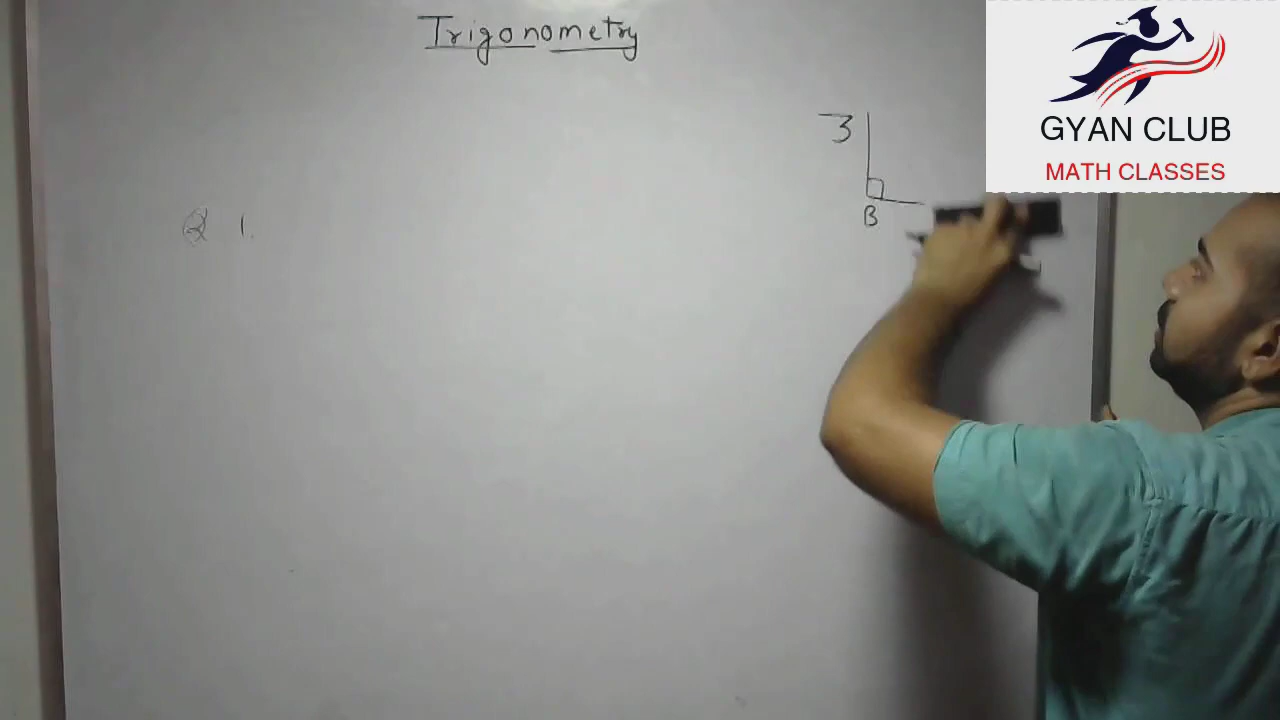 Trigonometry
GYAN CLUB
MATH CLASSES
3
B
Q 1.